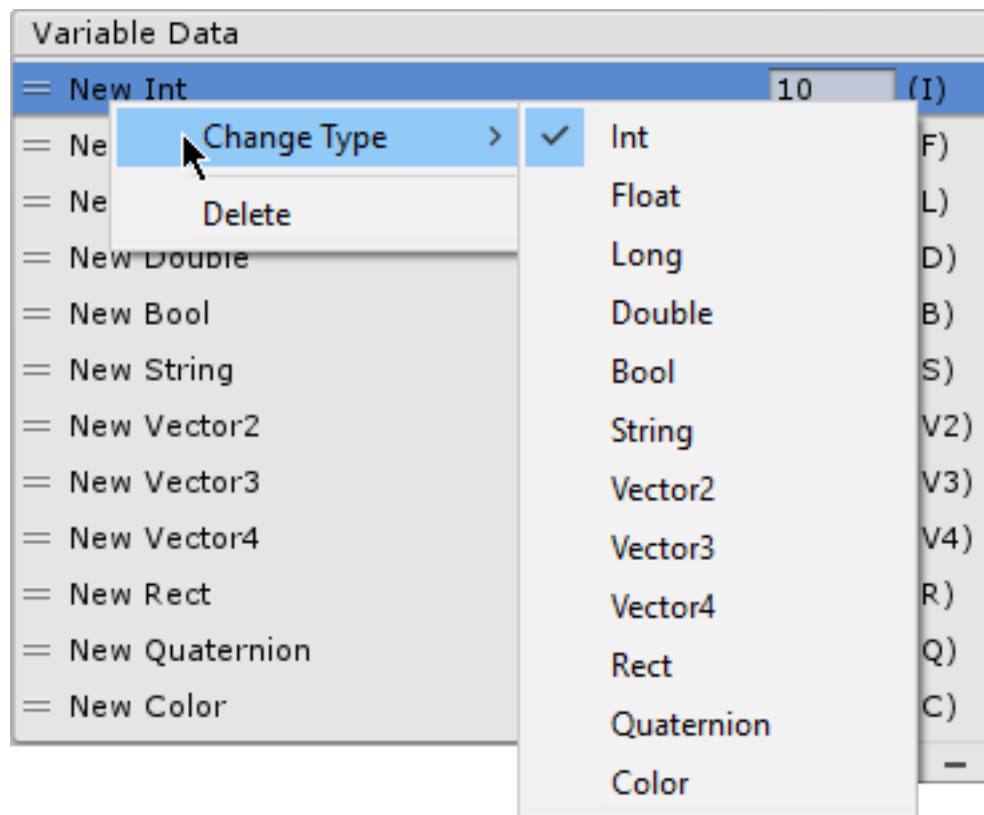 Variable Data
New Int 10 (I)
Change Type > Int
Ne F)
Float
Ne L)
Delete
Long
New Double D)
New Bool Double B)
New String Bool S)
New Vector2 String V2)
New Vector3 Vector2 V3)
New Vector4 Vector3 V4)
New Rect Vector4 R)
New Quaternion Rect Q)
New Color Quaternion C)
Color